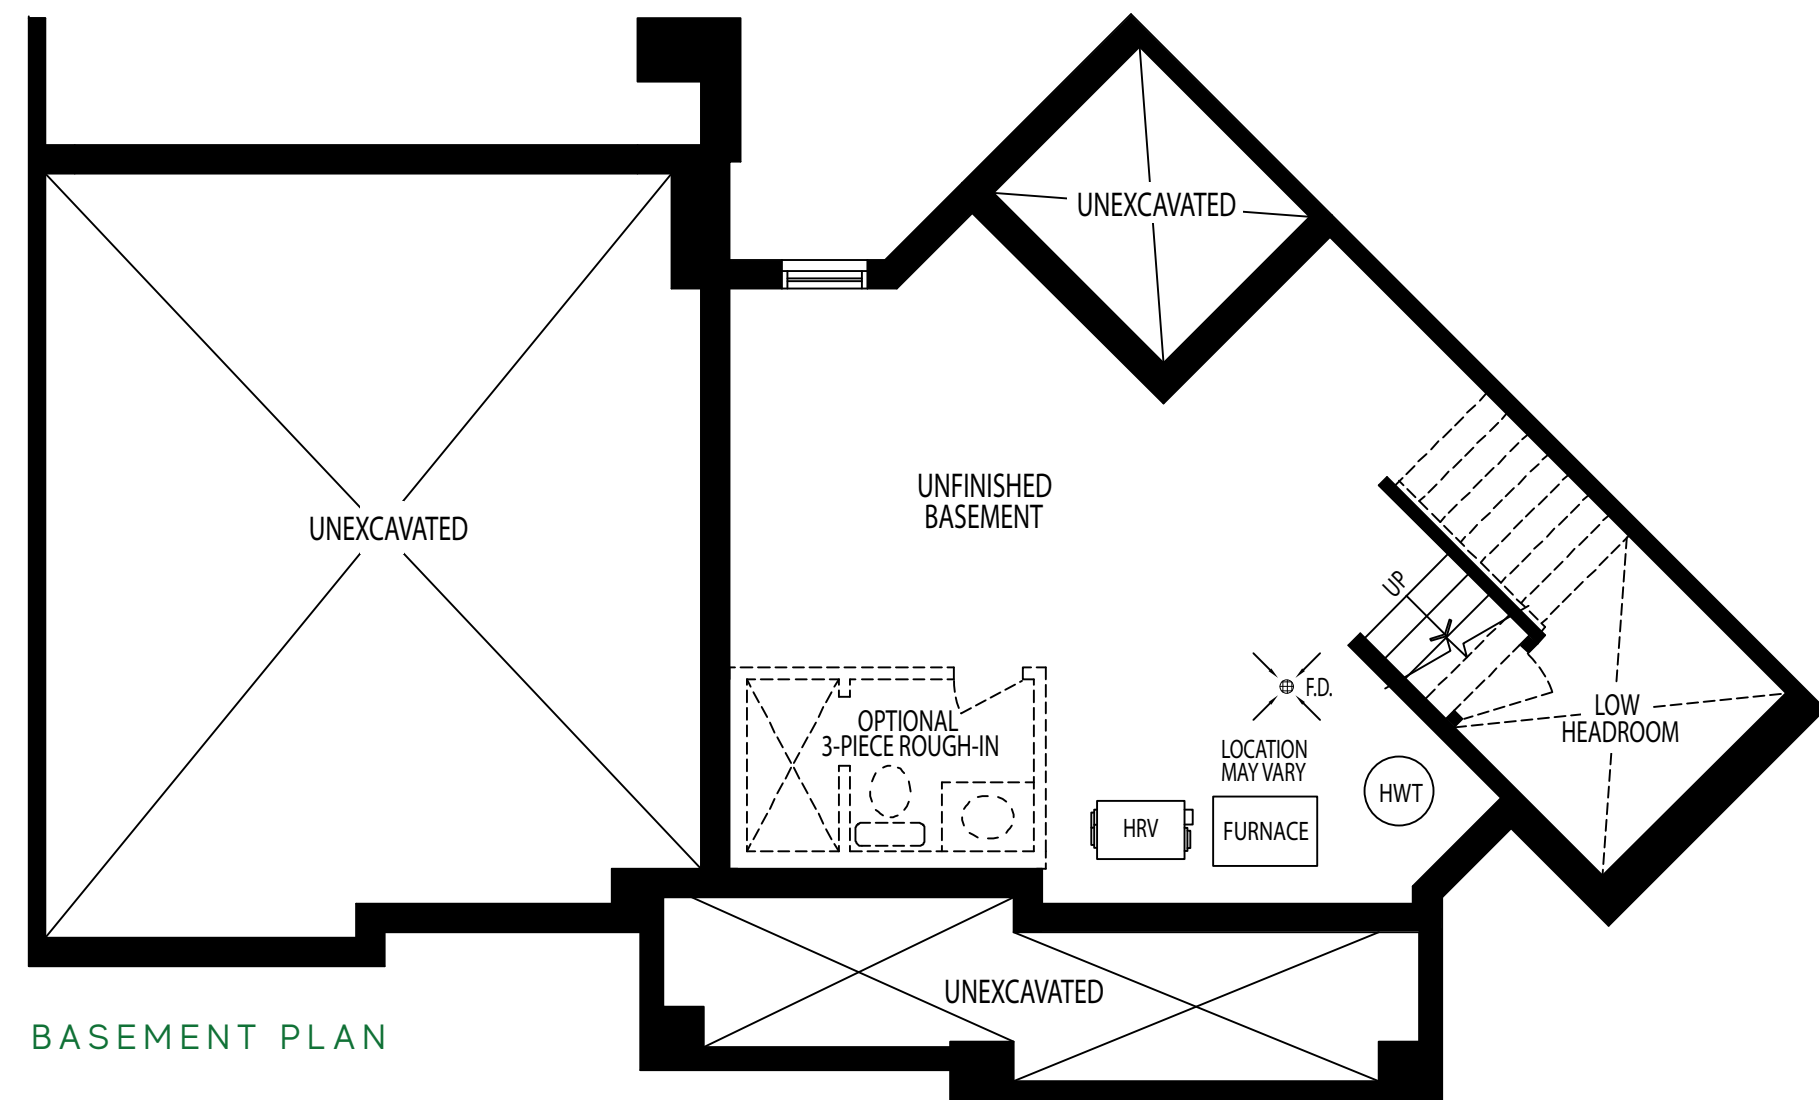 UNEXCAVATED
UNEXCAVATED
UNFINISHED
BASEMENT
UP
F.D.
LOW
HEADROOM
OPTIONAL
3-PIECE ROUGH-IN
LOCATION
MAY VARY
HWT
HRV
FURNACE
UNEXCAVATED
BASEMENT PLAN